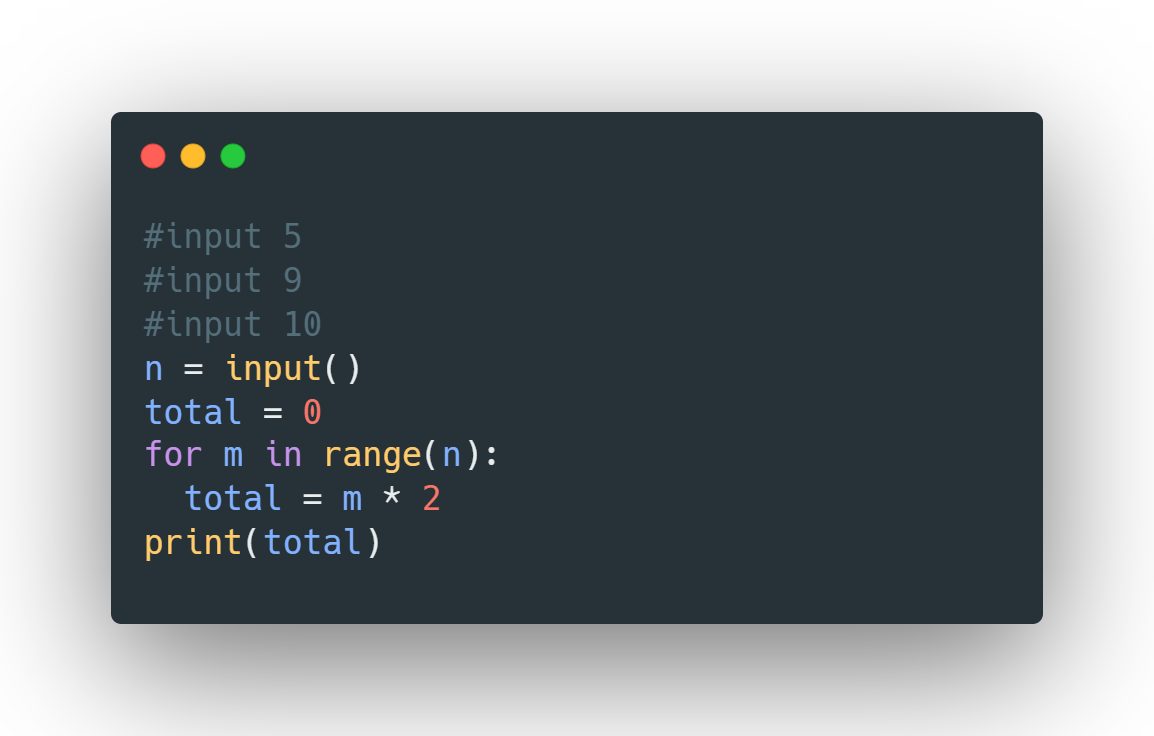 #input 5
#input 9
#input 10
n = input()
total = 0
for m in range(n):
  total = m * 2
print(total)